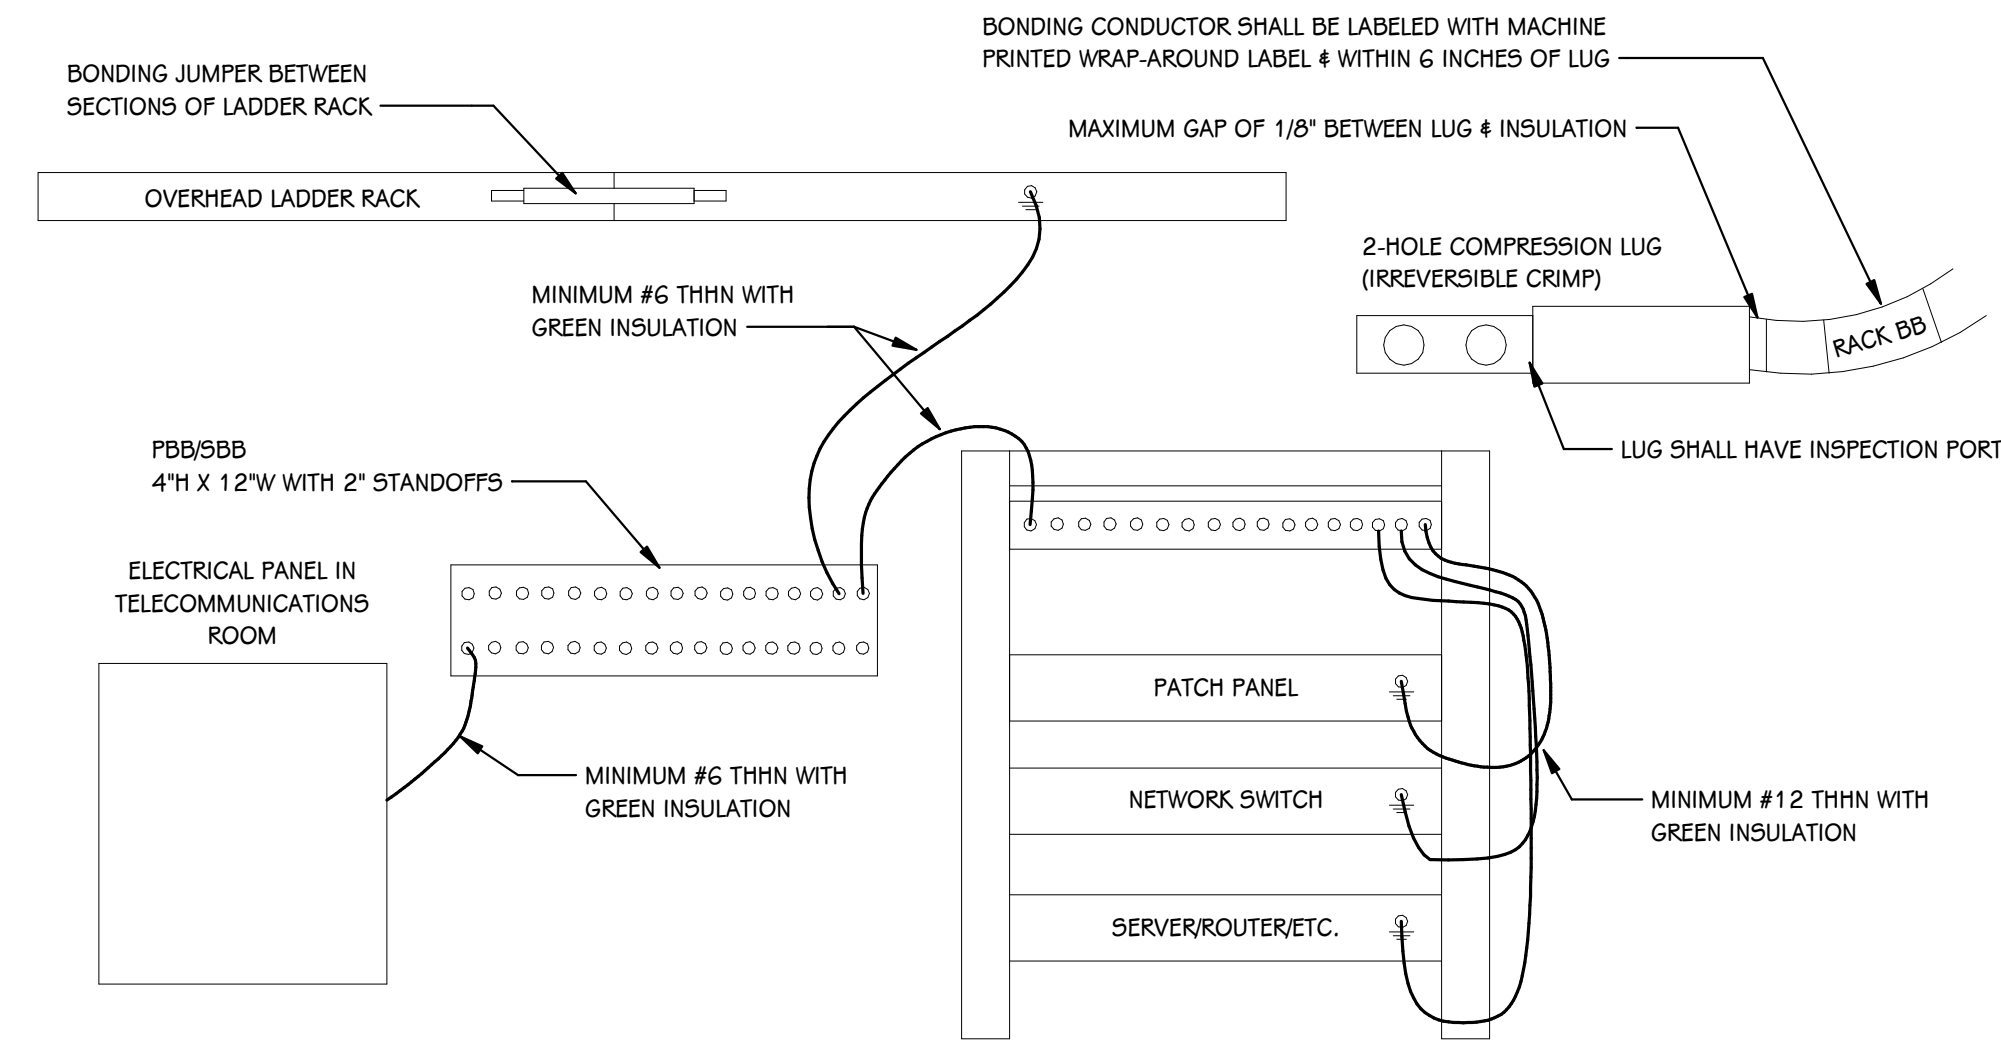 BONDING CONDUCTOR SHALL BE LABELED WITH MACHINE
PRINTED WRAP-AROUND LABEL & WITHIN 6 INCHES OF LUG
BONDING JUMPER BETWEEN
SECTIONS OF LADDER RACK
MAXIMUM GAP OF 1/8" BETWEEN LUG & INSULATION
OVERHEAD LADDER RACK
2-HOLE COMPRESSION LUG
(IRREVERSIBLE CRIMP)
RACK BB
LUG SHALL HAVE INSPECTION PORT
MINIMUM #6 THHN WITH
GREEN INSULATION
PBB/SBB
4"H X 12"W WITH 2" STANDOFFS
ELECTRICAL PANEL IN
TELECOMMUNICATIONS
ROOM
MINIMUM #6 THHN WITH
GREEN INSULATION
PATCH PANEL
NETWORK SWITCH
SERVER/ROUTER/ETC.
MINIMUM #12 THHN WITH
GREEN INSULATION